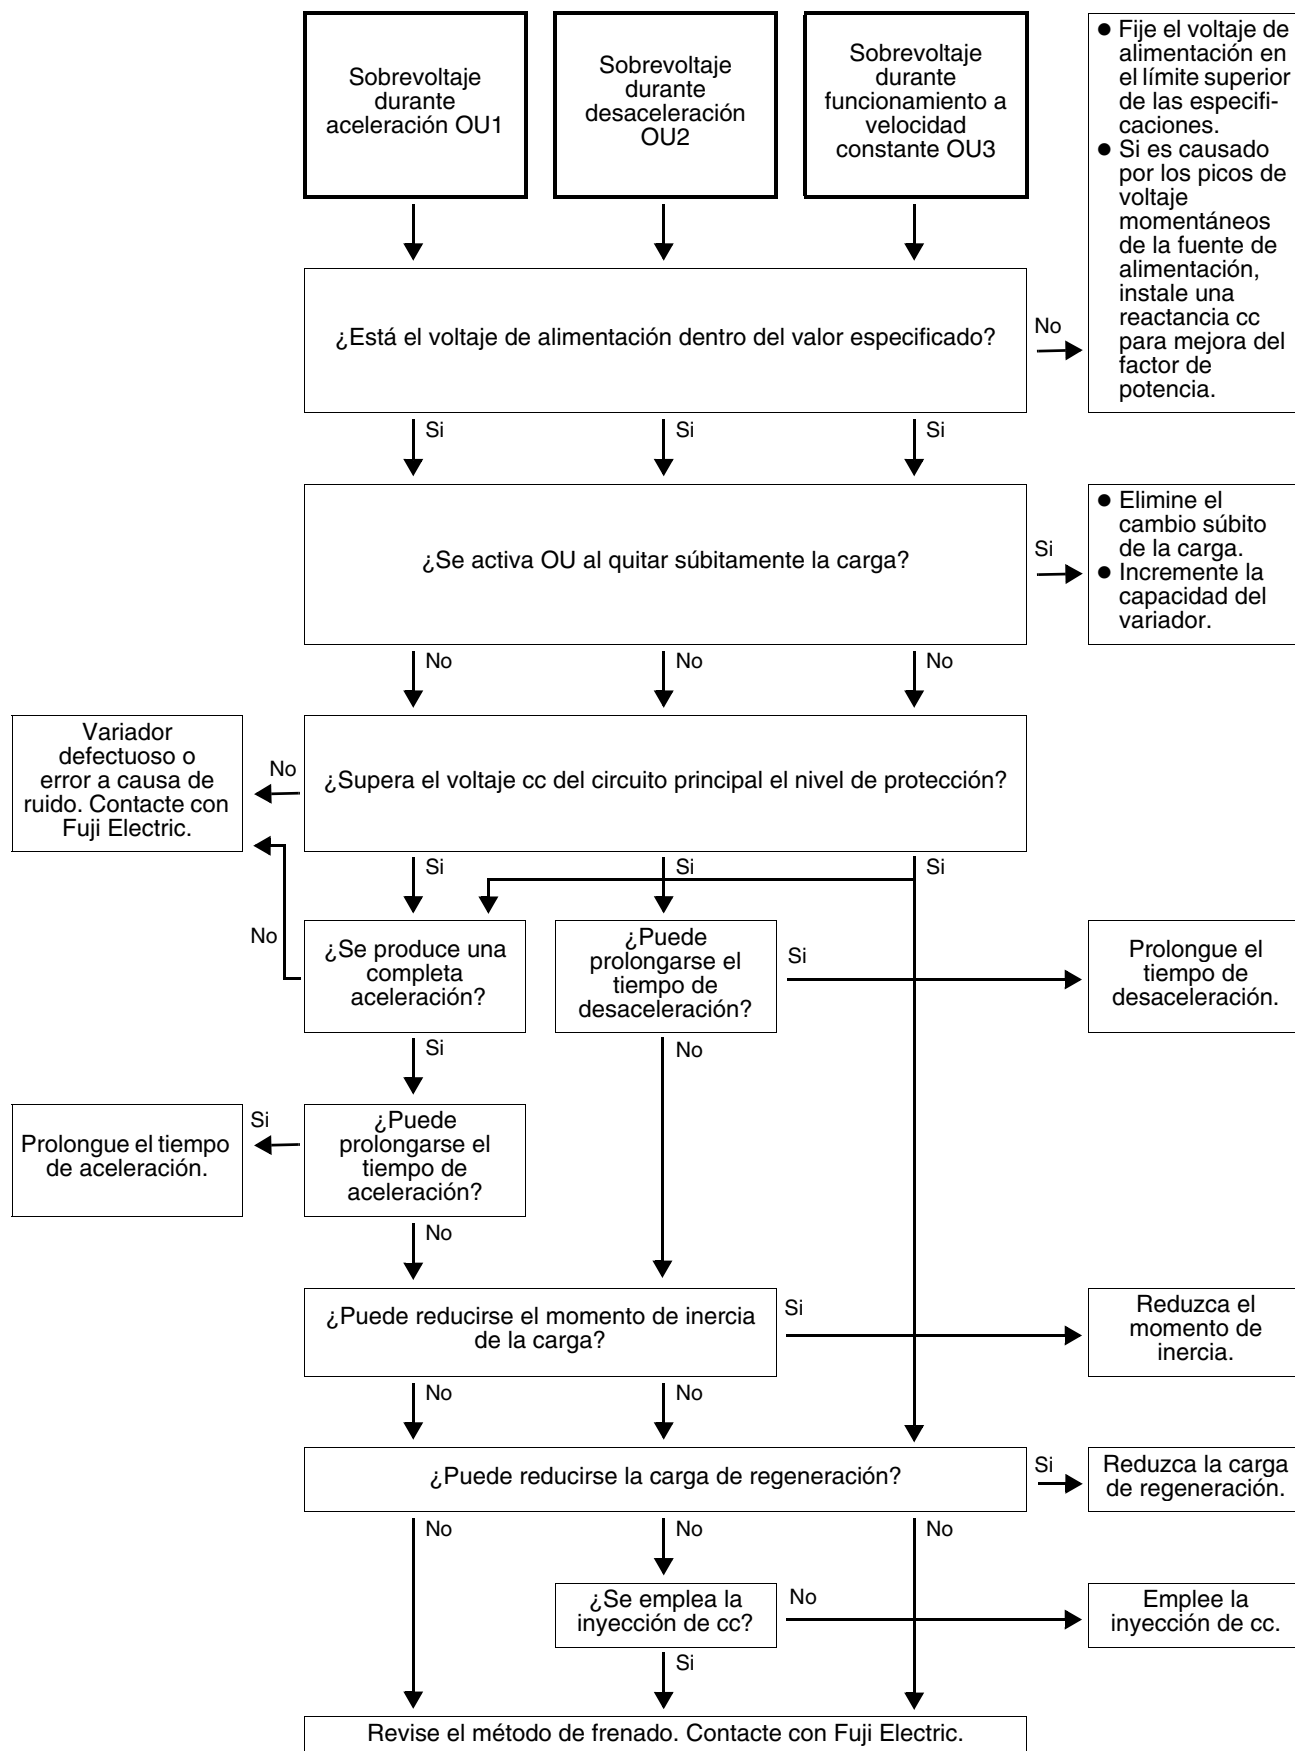 Sobrevoltaje
durante
aceleración OU1
Sobrevoltaje
durante
desaceleración
OU2
Sobrevoltaje
durante
funcionamiento a
velocidad
constante OU3
● Fije el voltaje de
alimentación en
el límite superior
de las especifi-
caciones.
● Si es causado
por los picos de
voltaje
momentáneos
de la fuente de
alimentación,
instale una
reactancia cc
para mejora del
factor de
potencia.
¿Está el voltaje de alimentación dentro del valor especificado?
No
Si
Si
Si
¿Se activa OU al quitar súbitamente la carga?
Si
● Elimine el
cambio súbito
de la carga.
● Incremente la
capacidad del
variador.
No
No
No
Variador
defectuoso o
error a causa de
ruido. Contacte con
Fuji Electric.
No
¿Supera el voltaje cc del circuito principal el nivel de protección?
Si
Si
Si
No
¿Se produce una
completa
aceleración?
¿Puede
prolongarse el
tiempo de
desaceleración?
Si
Prolongue el
tiempo de
desaceleración.
Si
No
Prolongue el tiempo
de aceleración.
Si
¿Puede
prolongarse el
tiempo de
aceleración?
No
¿Puede reducirse el momento de inercia
de la carga?
Si
Reduzca el
momento de
inercia.
No
No
¿Puede reducirse la carga de regeneración?
Si
Reduzca la carga
de regeneración.
No
No
No
¿Se emplea la
inyección de cc?
No
Emplee la
inyección de cc.
Si
Revise el método de frenado. Contacte con Fuji Electric.